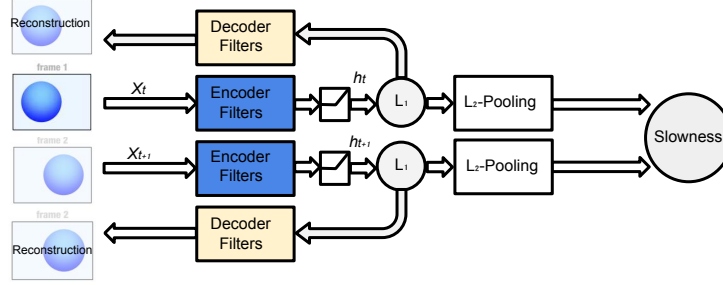 Reconstruction
Decoder
Filters
frame 1
Xt
Encoder
Filters
ht
L1
L2-Pooling
Slowness
frame 2
Xt+1
Encoder
Filters
ht+1
L1
L2-Pooling
frame 2
Reconstruction
Decoder
Filters